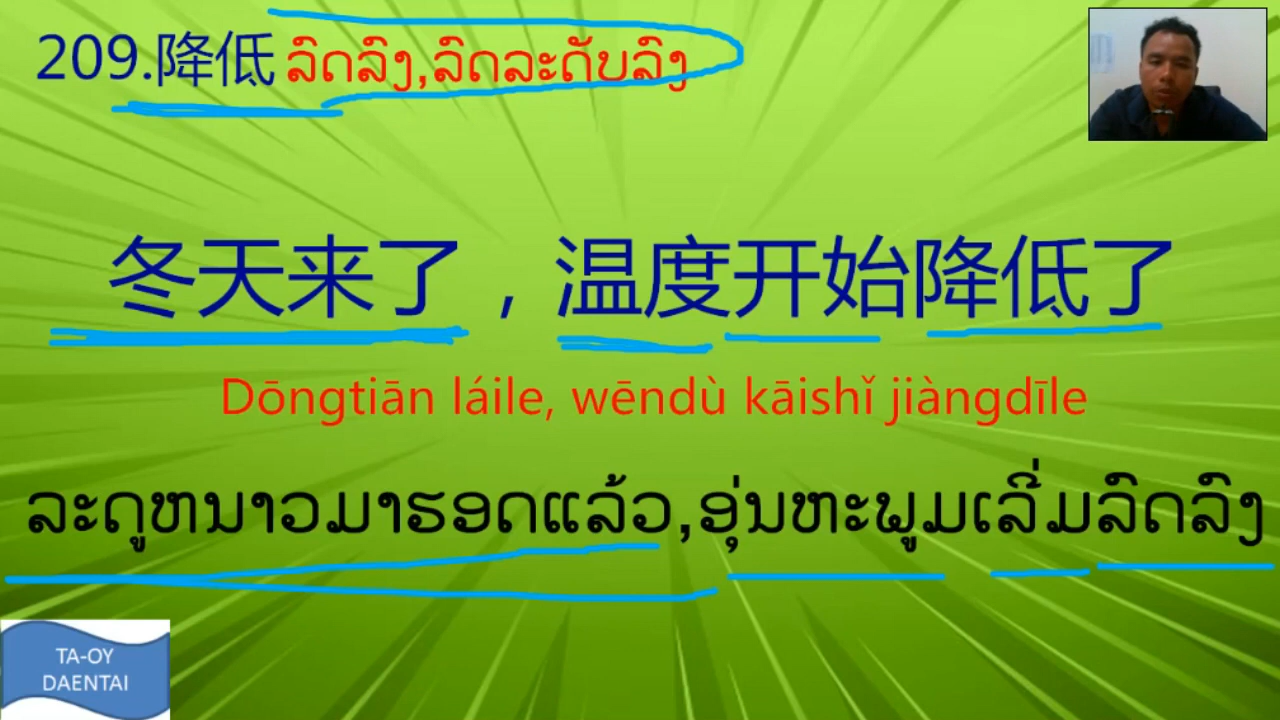 209.降低 ລົດລົງ,ລົດລະດັບລົງ
冬天来了，温度开始降低了
Dōngtiān láile, wēndù kāishǐ jiàngdīle
ລະດູຫນາວມາຮອດແລ້ວ,ອຸ່ນຫະພູມເລີ່ມລົດລົງ
TA-OY
DAENTAI